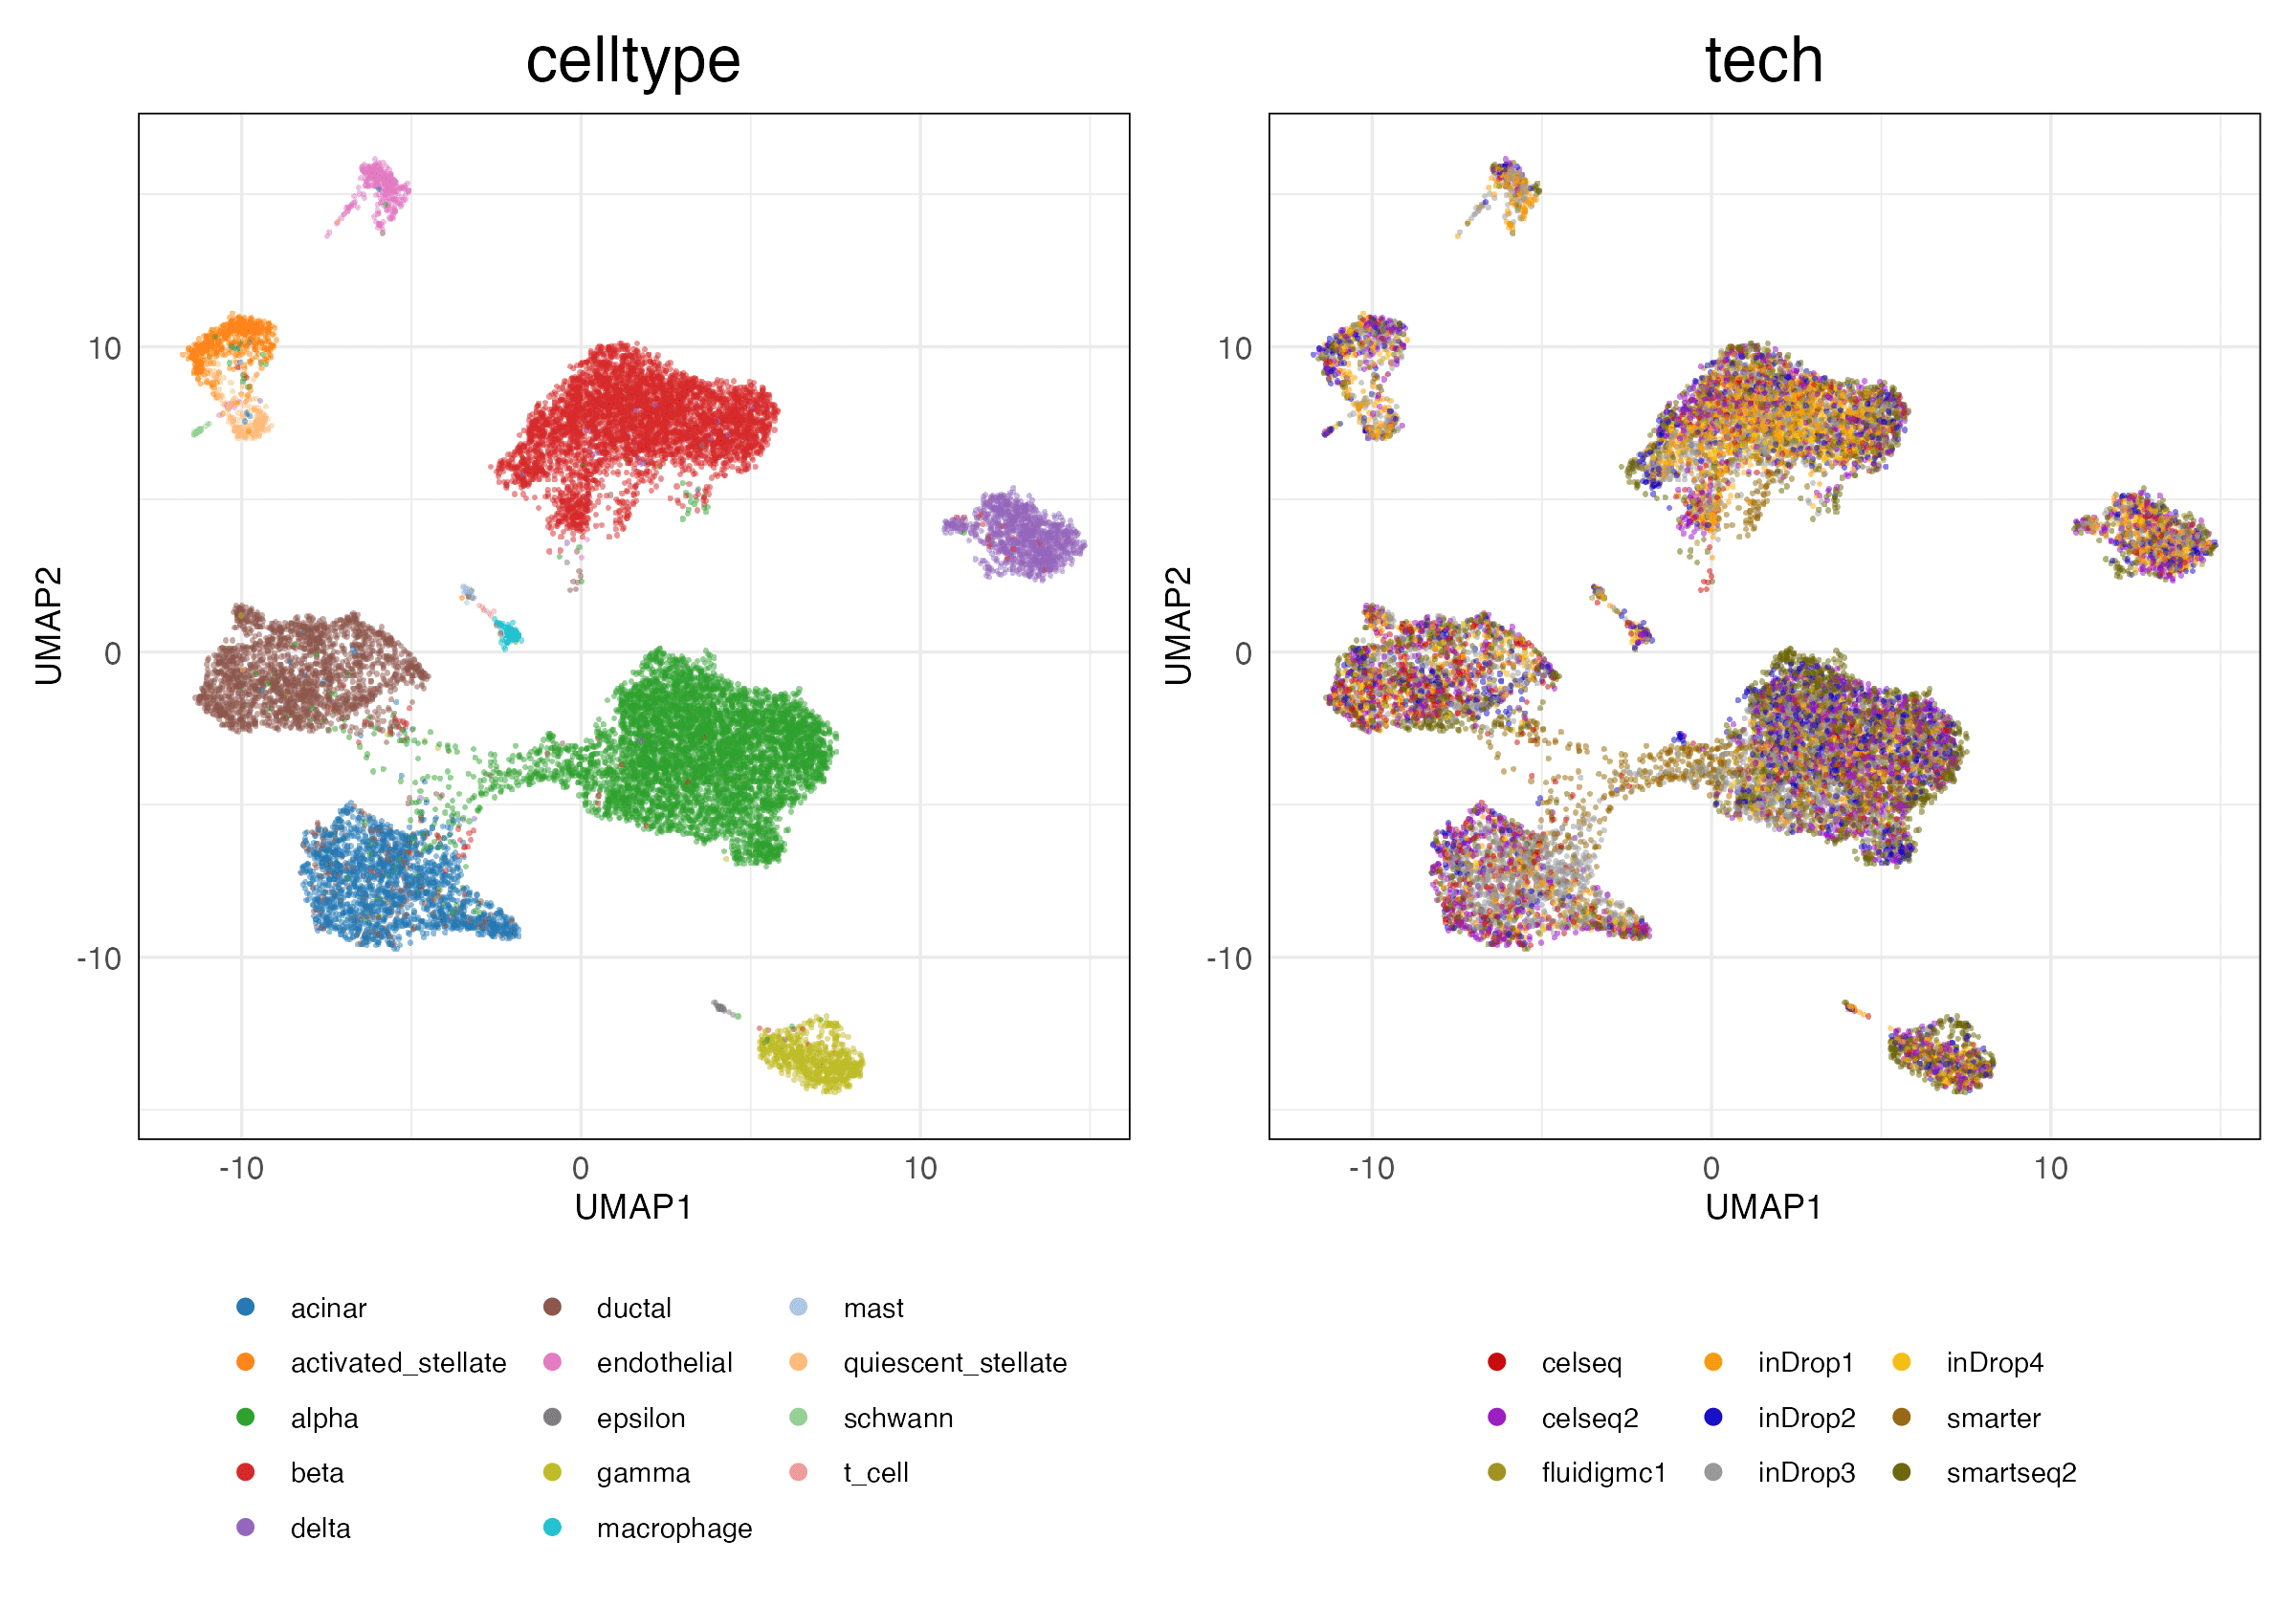 celltype
tech
UMAP2
10
0
-10
-10
0
10
UMAP1
UMAP2
10
0
-10
-10
0
10
UMAP1
acinar
activated_stellate
alpha
beta
delta
ductal
endothelial
epsilon
gamma
macrophage
mast
quiescent_stellate
schwann
t_cell
celseq
celseq2
fluidigmc1
inDrop1
inDrop2
inDrop3
inDrop4
smarter
smartseq2